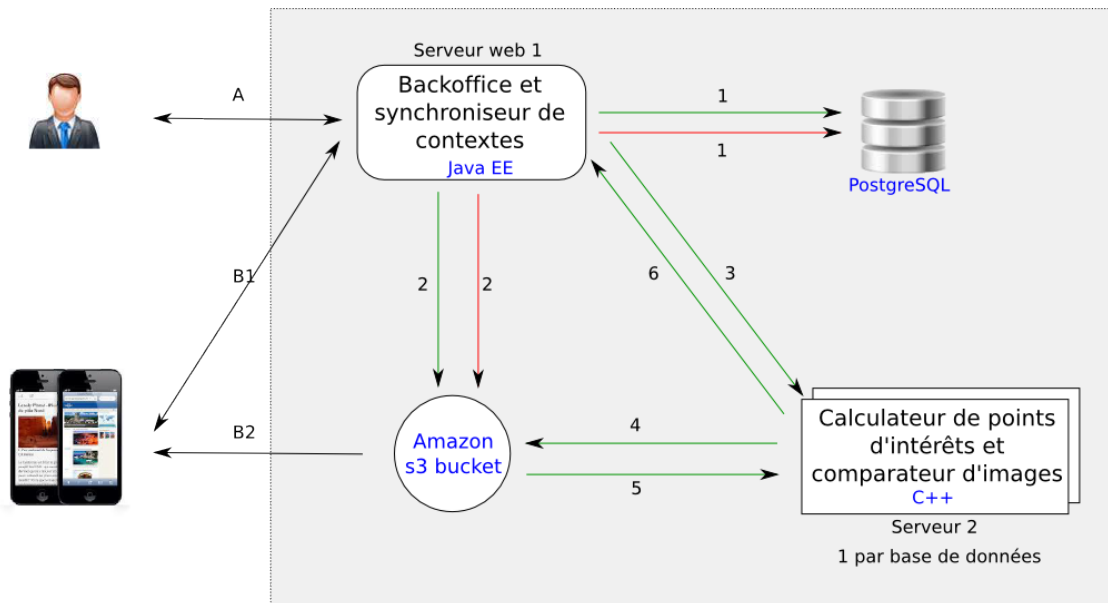 Serveur web 1
Backoffice et
synchroniseur de
contextes
Java EE
A
1
1
PostgreSQL
B1
2
2
6
3
B2
Amazon
s3 bucket
4
5
Calculateur de points
d'intérêts et
comparateur d'images
C++
Serveur 2
1 par base de données